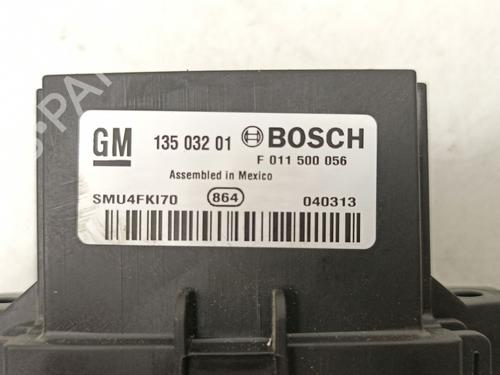 GM 135 032 01 BOSCH
F 011 500 056
Assembled in Mexico
SMU4FKI70 864 040313